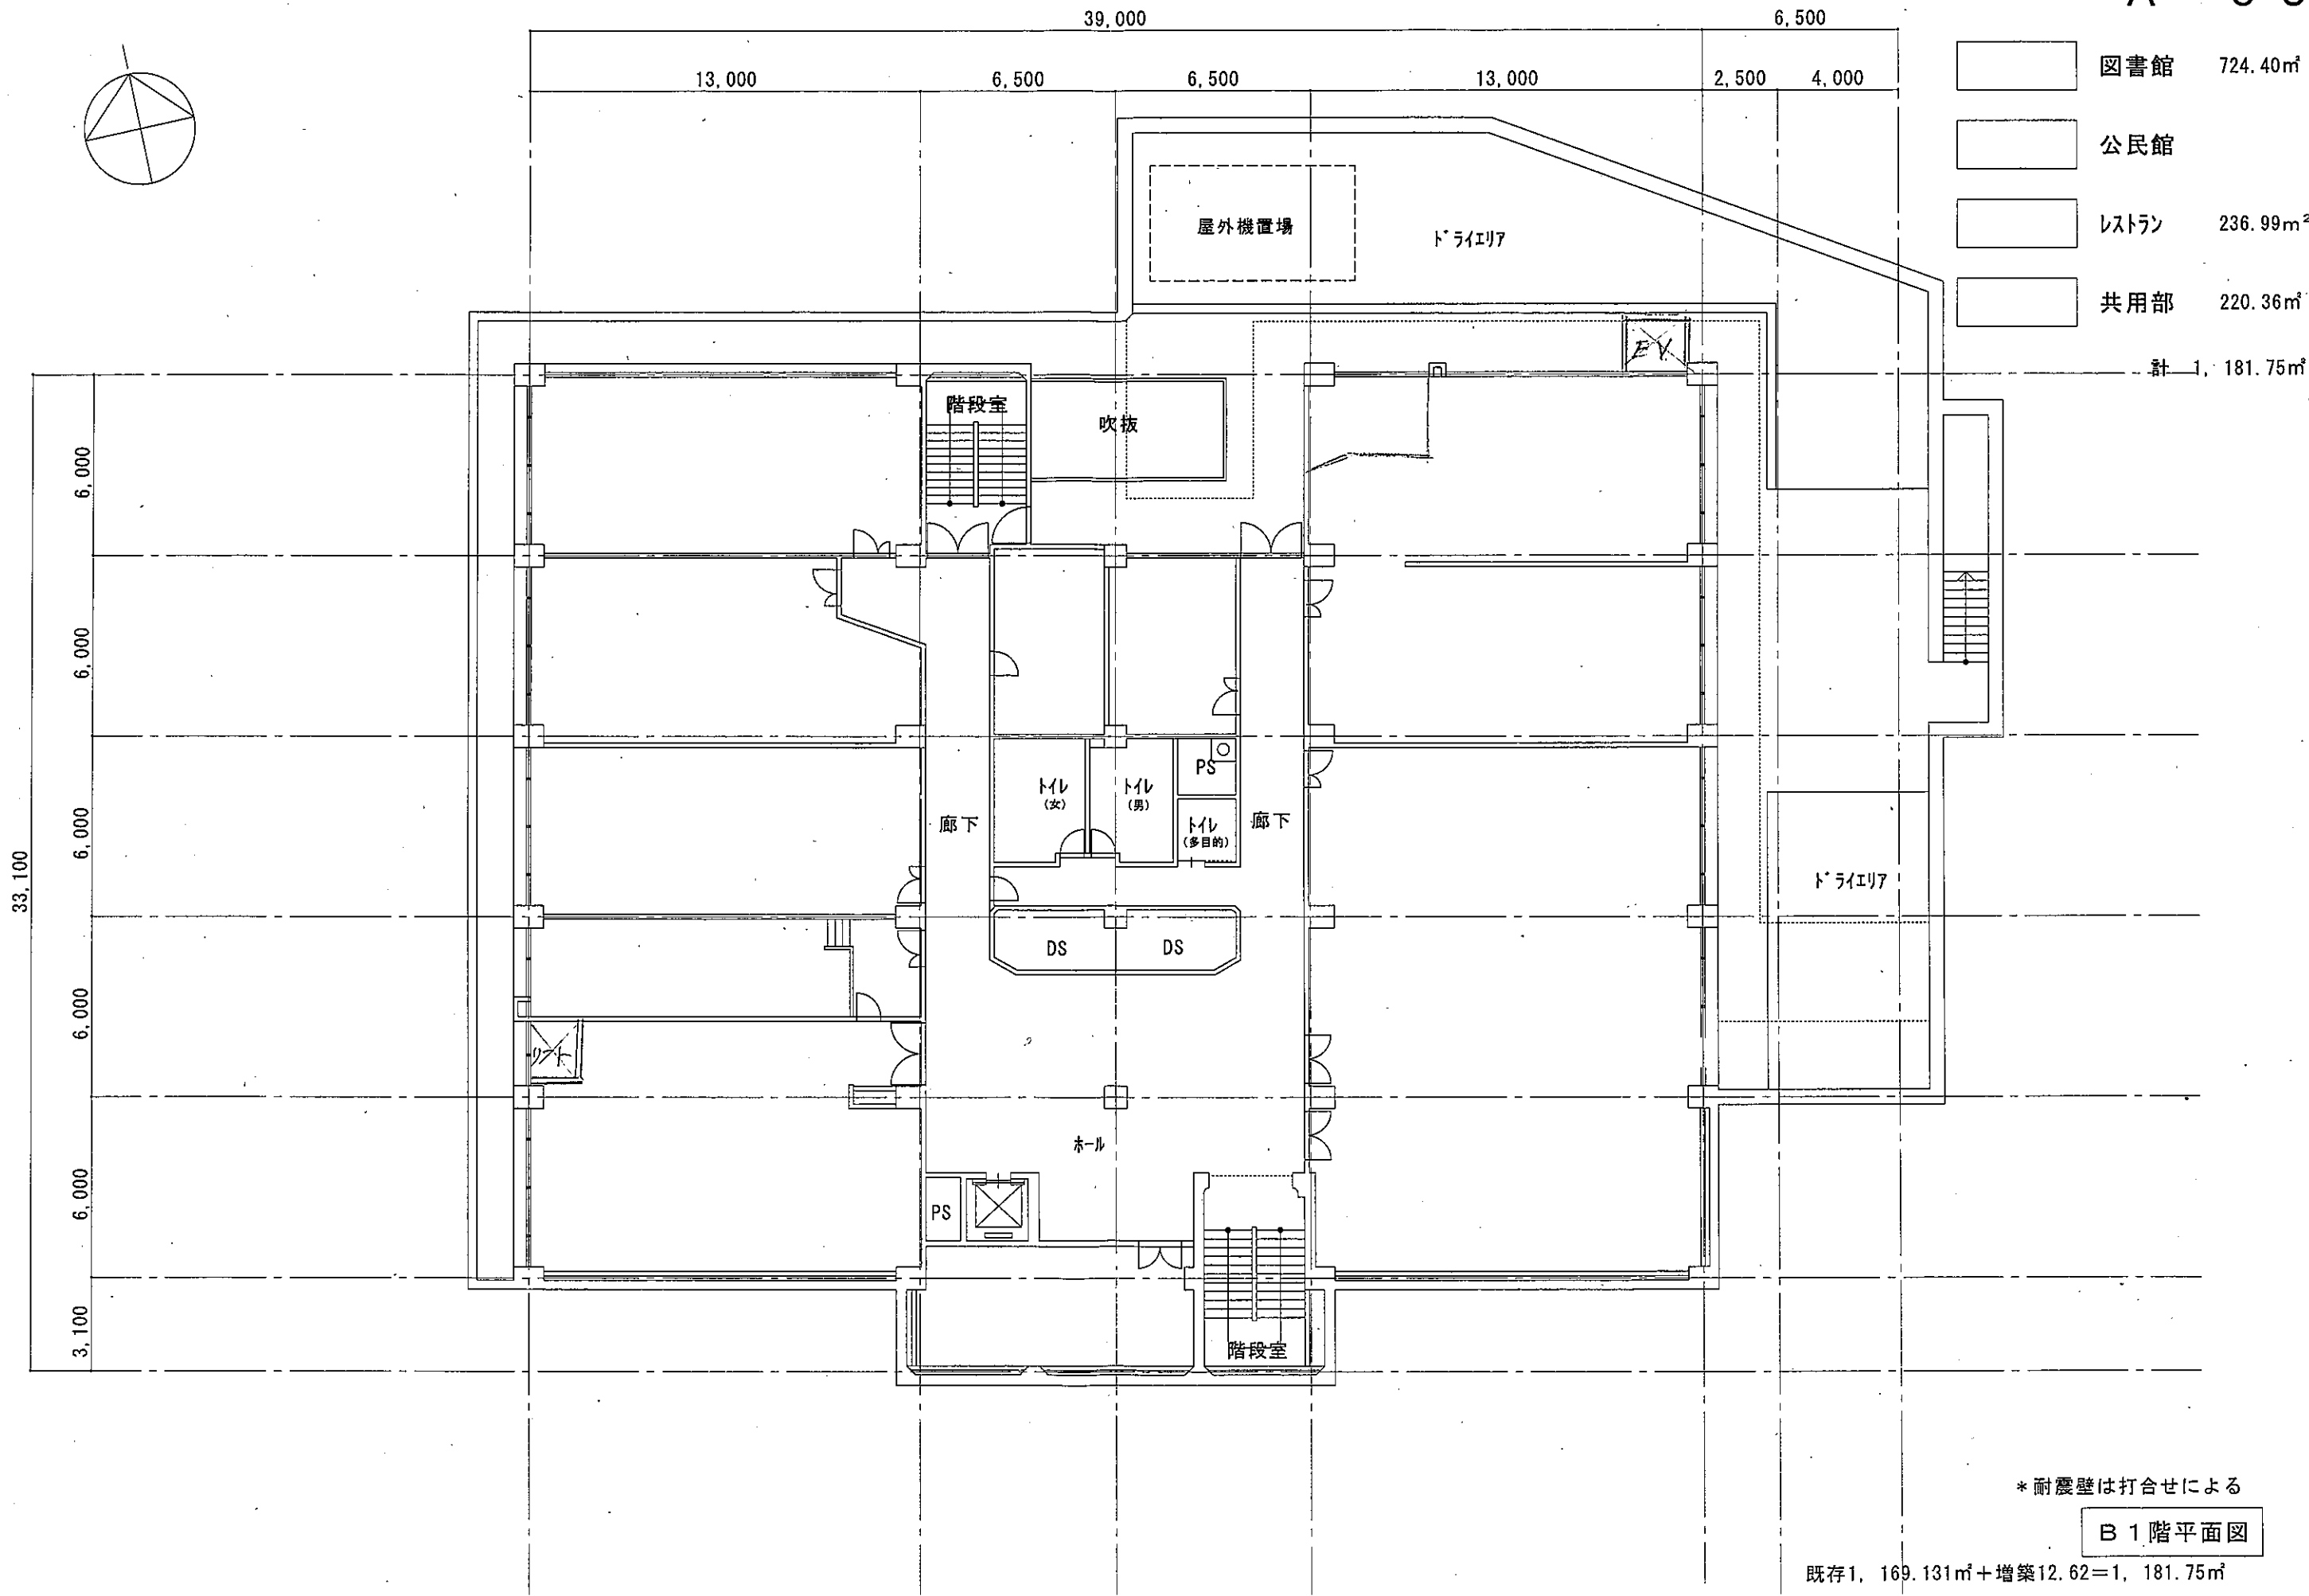 39,000
6,500
13,000
6,500
6,500
13,000
2,500
4,000
図書館 724.40㎡
公民館
レストラン 236.99m²
共用部 220.36㎡
計 1,181.75㎡
屋外機置場
ドライエリア
EV.
階段室
吹抜
6,000
6,000
6,000
6,000
6,000
3,100
33,100
トイレ
(女)
トイレ
(男)
PS
トイレ
(多目的)
廊下
廊下
ドライエリア
DS
DS
リフト
ホール
PS
階段室
*耐震壁は打合せによる
B1階平面図
既存1,169.131㎡+増築12.62=1,181.75㎡